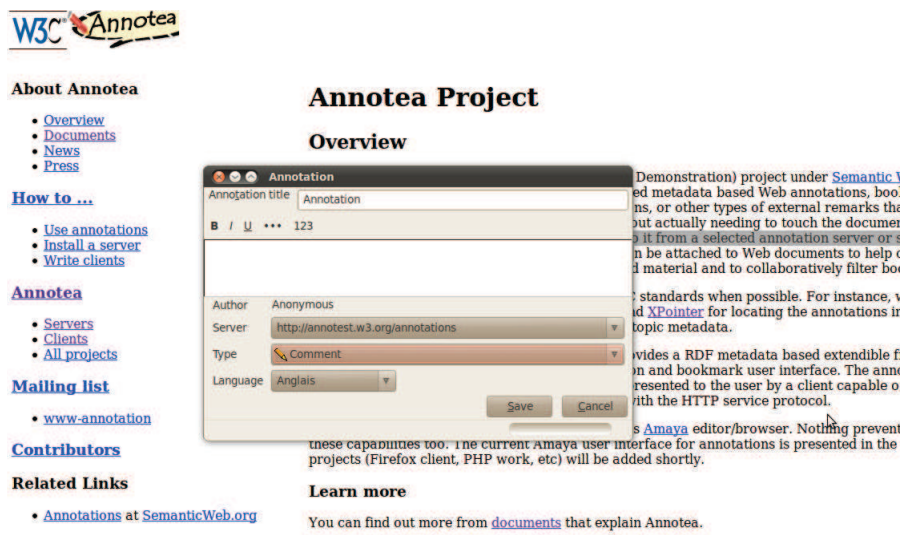 W3C Annotea
About Annotea
Overview
Documents
News
Press
How to ...
Use annotations
Install a server
Write clients
Annotea
Servers
Clients
All projects
Mailing list
www-annotation
Contributors
Related Links
Annotations at SemanticWeb.org
Annotea Project
Overview
Demonstration) project under Semantic
ed metadata based Web annotations,
ns, or other types of external remarks
but actually needing to touch the
it from a selected annotation server or
n be attached to Web documents to help
d material and to collaboratively filter
standards when possible. For instance,
XPointer for locating the annotations
topic metadata.
vides a RDF metadata based extendible
on and bookmark user interface. The
resented to the user by a client capable
with the HTTP service protocol.
s Amaya editor/browser. Nothing
these capabilities too. The current Amaya user interface for annotations is presented in the
projects (Firefox client, PHP work, etc) will be added shortly.
Learn more
You can find out more from documents that explain Annotea.
Annotation
Annotation title Annotation
B I U ••• 123
Author Anonymous
Server http://annotest.w3.org/annotations
Type Comment
Language Anglais
Save Cancel